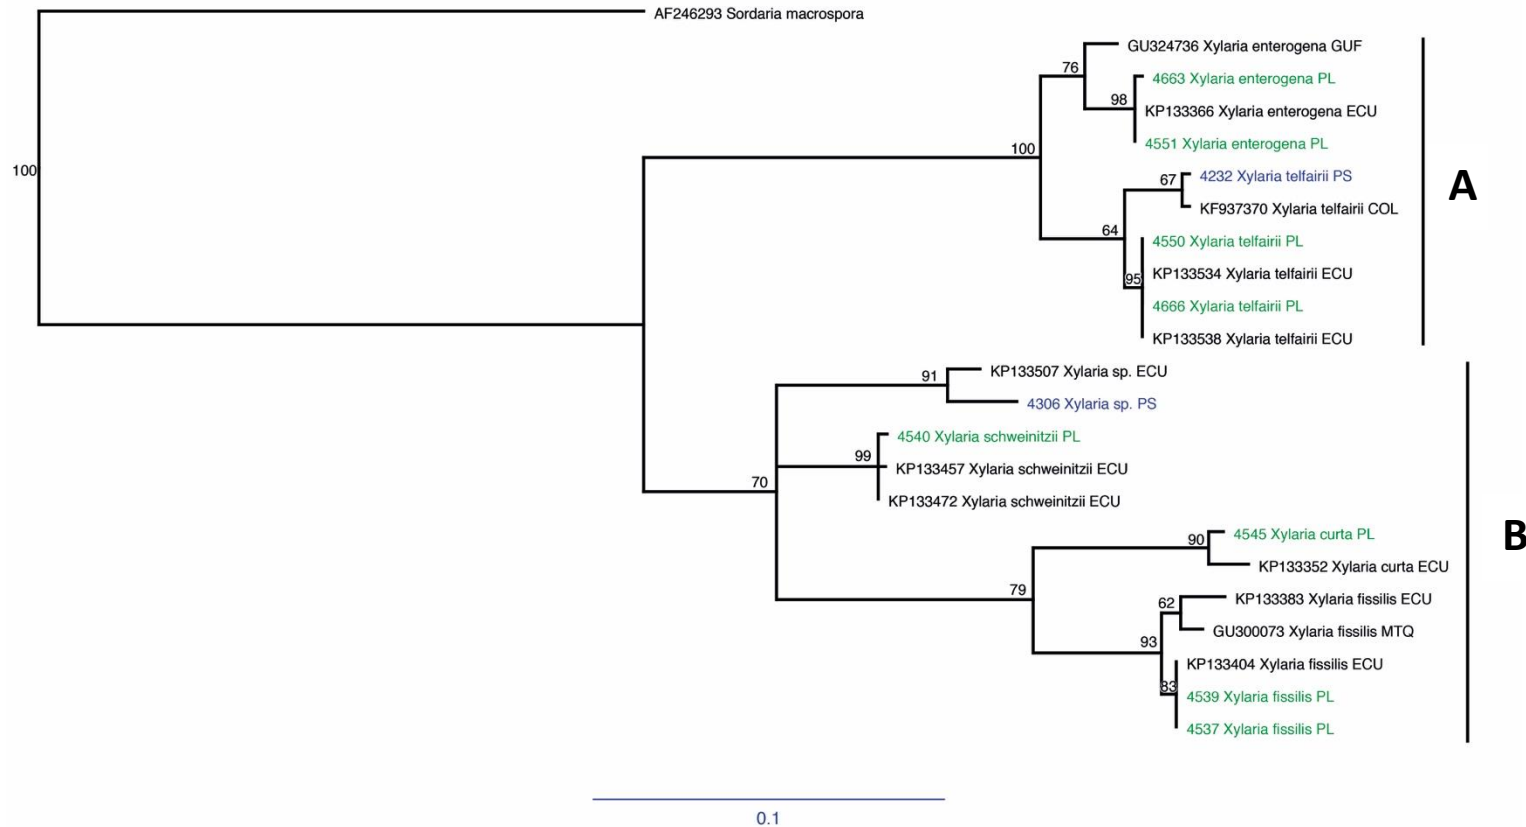 AF246293 Sordaria macrospora
GU324736 Xylaria enterogena GUF
76
4663 Xylaria enterogena PL
98
KP133366 Xylaria enterogena ECU
4551 Xylaria enterogena PL
100
100
4232 Xylaria telfairii PS
67
A
KF937370 Xylaria telfairii COL
64
4550 Xylaria telfairii PL
KP133534 Xylaria telfairii ECU
95
4666 Xylaria telfairii PL
KP133538 Xylaria telfairii ECU
KP133507 Xylaria sp. ECU
91
4306 Xylaria sp. PS
4540 Xylaria schweinitzii PL
99
KP133457 Xylaria schweinitzii ECU
70
KP133472 Xylaria schweinitzii ECU
4545 Xylaria curta PL
90
B
KP133352 Xylaria curta ECU
79
KP133383 Xylaria fissilis ECU
62
GU300073 Xylaria fissilis MTQ
93
KP133404 Xylaria fissilis ECU
83
4539 Xylaria fissilis PL
4537 Xylaria fissilis PL
0.1